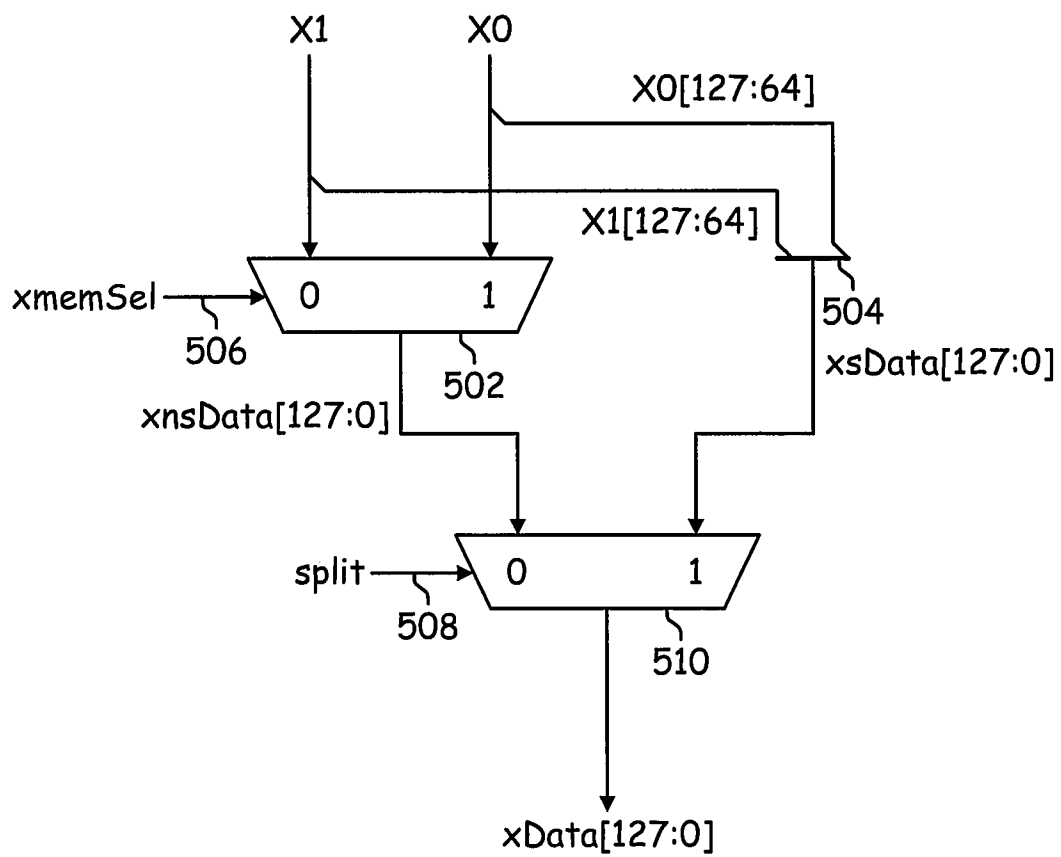 X1
X0
X0[127:64]
X1[127:64]
xmemSel
0
1
506
502
504
xnsData[127:0]
xsData[127:0]
split
0
1
508
510
xData[127:0]